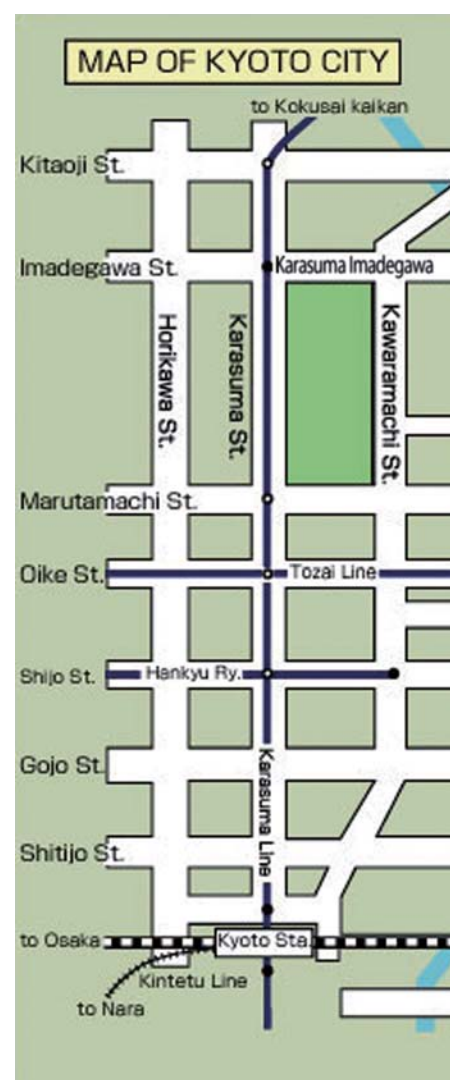 MAP OF KYOTO CITY
to Kokusai kaikan
Kitaoji St.
Imadegawa St.
Karasuma Imadegawa
Horikawa St.
Karasuma St.
Kawaramachi St.
Marutamachi St.
Oike St.
Tozai Line
Shijo St.
Hankyu Ry.
Gojo St.
Karasuma Line
Shitijo St.
to Osaka
Kyoto Sta.
Kintetu Line
to Nara